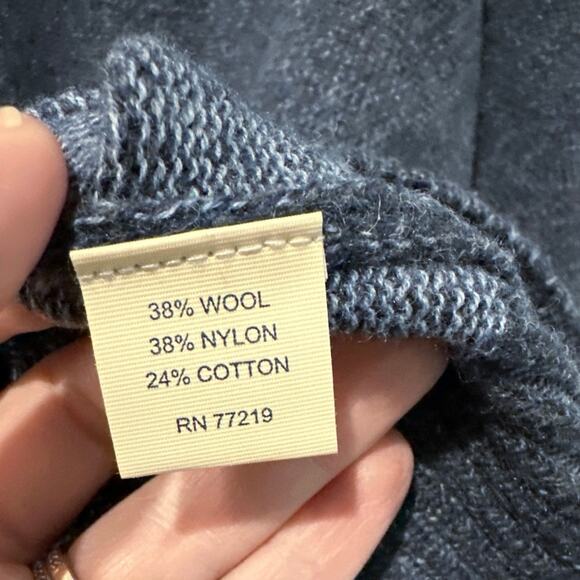 38% WOOL
38% NYLON
24% COTTON
RN 77219